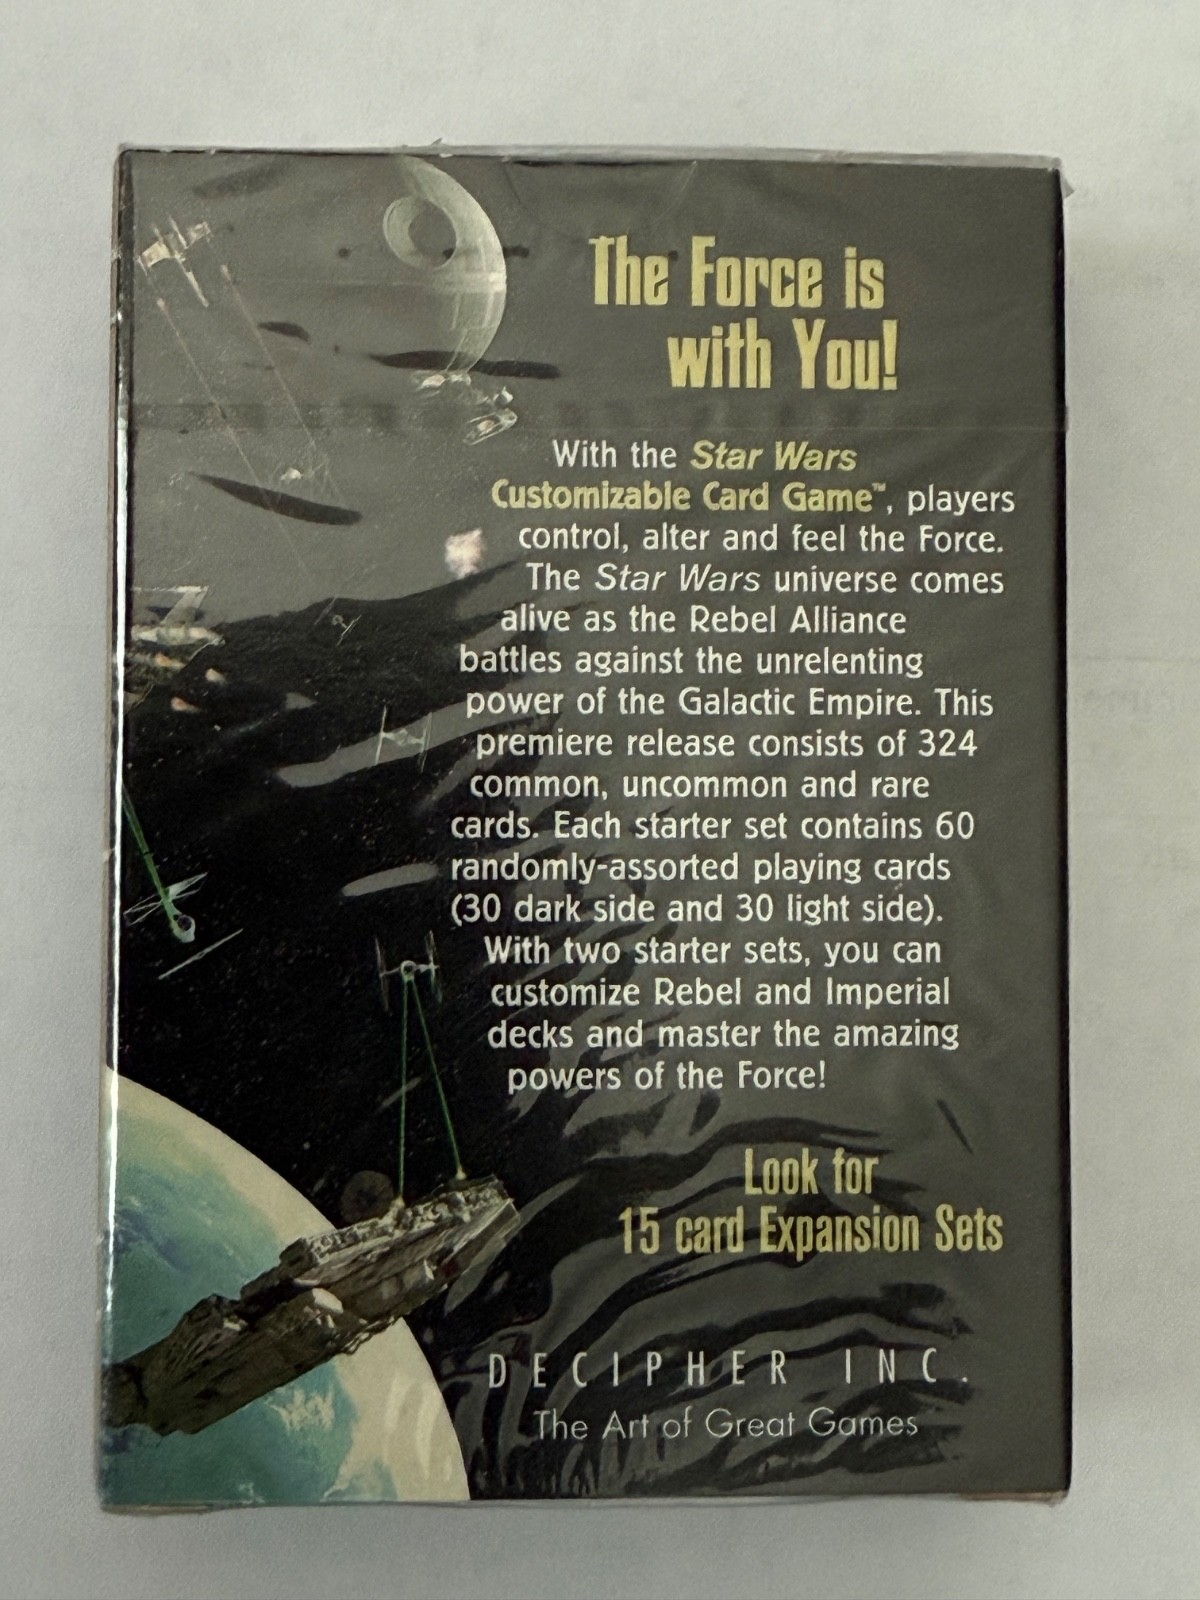 The Force is
with You!
With the Star Wars
Customizable Card Game™, players
control, alter and feel the Force.
The Star Wars universe comes
alive as the Rebel Alliance
battles against the unrelenting
power of the Galactic Empire. This
premiere release consists of 324
common, uncommon and rare
cards. Each starter set contains 60
randomly-assorted playing cards
(30 dark side and 30 light side).
With two starter sets, you can
customize Rebel and Imperial
decks and master the amazing
powers of the Force!
Look for
15 card Expansion Sets
DECIPHER INC.
The Art of Great Games